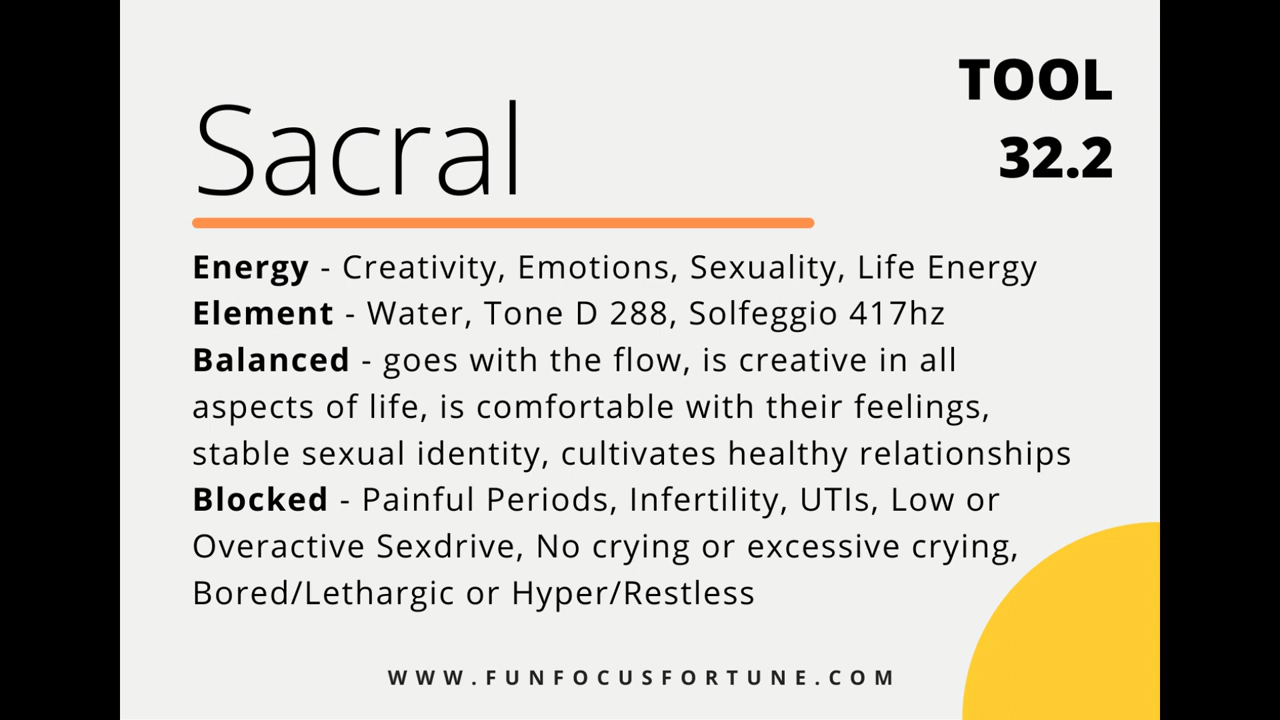 TOOL
32.2
Sacral
Energy - Creativity, Emotions, Sexuality, Life Energy
Element - Water, Tone D 288, Solfeggio 417hz
Balanced - goes with the flow, is creative in all
aspects of life, is comfortable with their feelings,
stable sexual identity, cultivates healthy relationships
Blocked - Painful Periods, Infertility, UTIs, Low or
Overactive Sexdrive, No crying or excessive crying,
Bored/Lethargic or Hyper/Restless
WWW.FUNFOCUSFORTUNE.COM